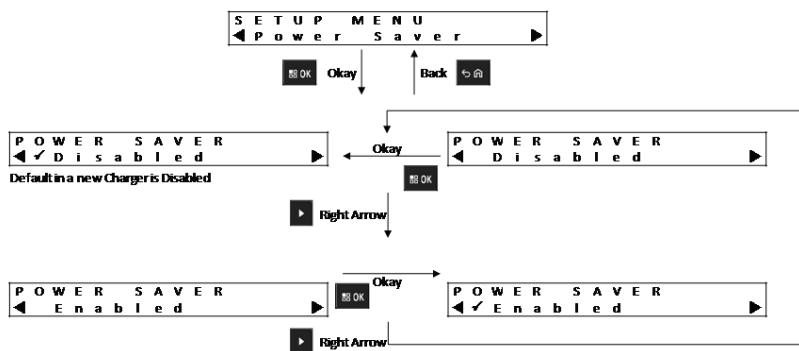 SETUP MENU
◀Power Saver ▶
OK Okay Back
POWER SAVER
◀✓Disabled ▶
Okay
POWER SAVER
◀ Disabled ▶
Default in a new Charger is Disabled
OK
Right Arrow
POWER SAVER
◀ Enabled ▶
OK
Okay
POWER SAVER
◀✓Enabled ▶
Right Arrow